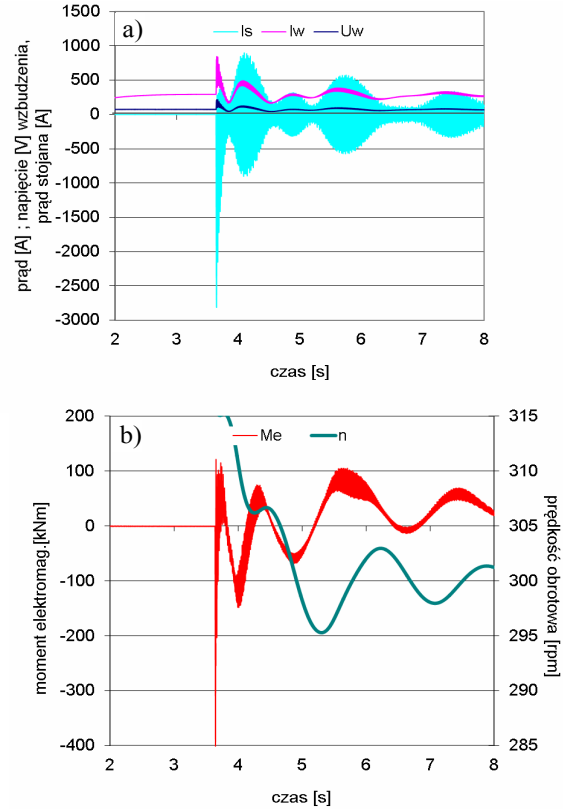 a)
Is Iw Uw
1500
1000
500
0
-500
-1000
-1500
-2000
-2500
-3000
prąd [A] ; napięcie [V] wzbudzenia,
prąd stojana [A]
2 3 4 5 6 7 8
czas [s]
b)
Me n
200
100
0
-100
-200
-300
-400
moment elektromag.[kNm]
315
310
305
300
295
290
285
prędkość obrotowa [rpm]
2 3 4 5 6 7 8
czas [s]